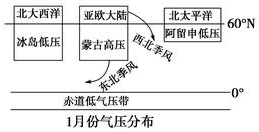 北大西洋
冰岛低压
亚欧大陆
蒙古高压
西北季风
东北季风
北太平洋
阿留申低压
60°N
0°
赤道低气压带
1月份气压分布